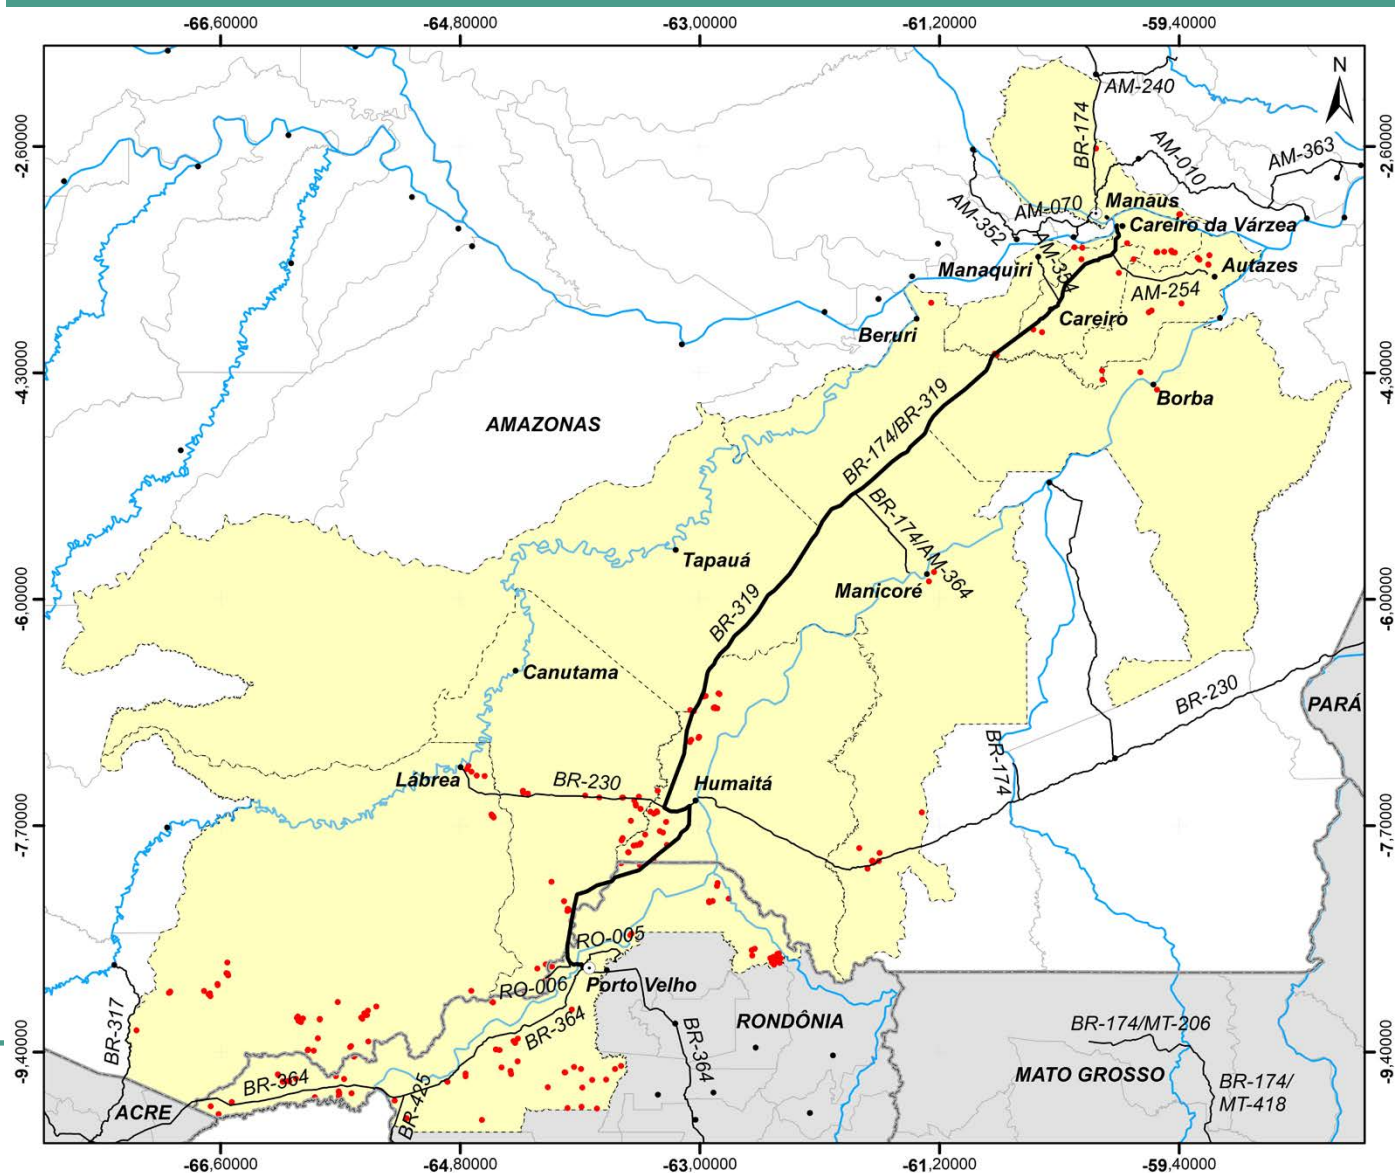 -66,60000
-64,80000
-63,00000
-61,20000
-59,40000
N
AM-240
BR-174
-2,60000
-2,60000
AM-010
AM-363
AM-352
AM-070
Manaus
Careiro da Várzea
AM-354
Manaquiri
Autazes
AM-254
Careiro
Beruri
-4,30000
-4,30000
Borba
AMAZONAS
BR-174/BR-319
BR-174/AM-364
Tapauá
Manicoré
-6,00000
-6,00000
BR-319
Canutama
BR-230
PARÁ
Lábrea
BR-230
Humaitá
BR-174
-7,70000
-7,70000
RO-005
RO-006
Porto Velho
BR-317
BR-364
RONDÔNIA
BR-364
BR-174/MT-206
-9,40000
-9,40000
BR-364
BR-425
MATO GROSSO
BR-174/
MT-418
ACRE
-66,60000
-64,80000
-63,00000
-61,20000
-59,40000